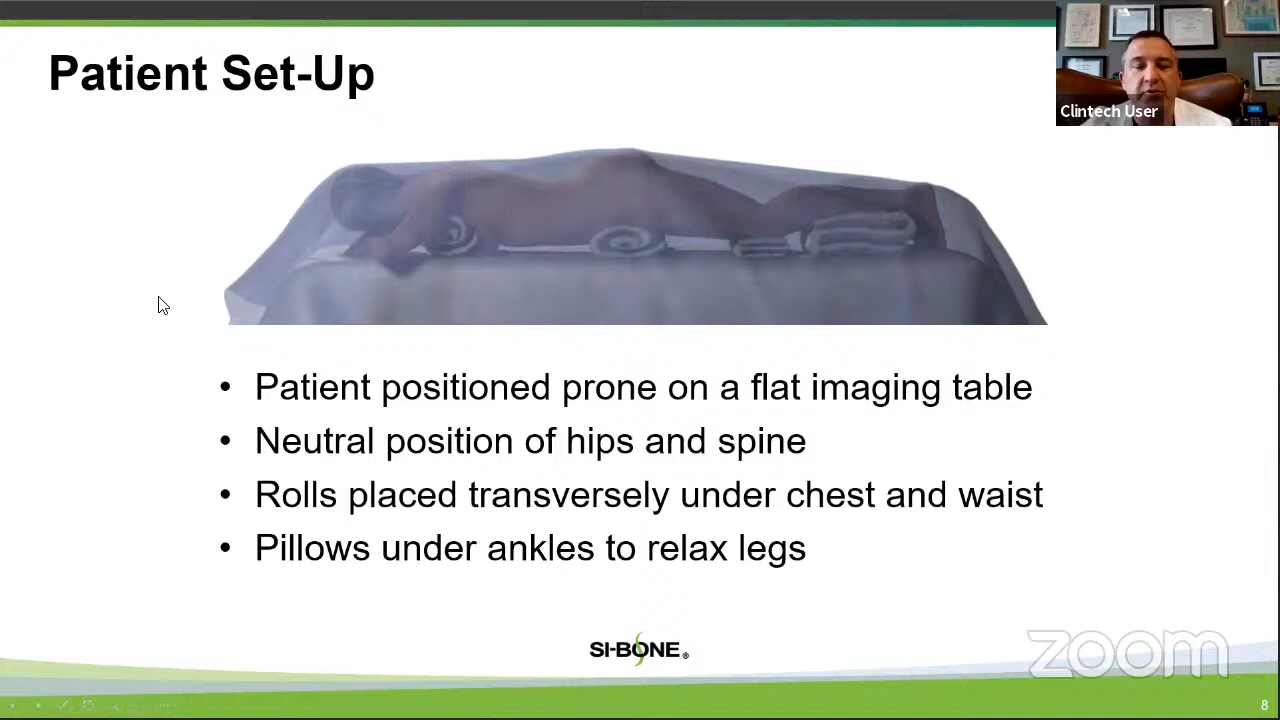 Patient Set-Up
Clintech User
• Patient positioned prone on a flat imaging table
• Neutral position of hips and spine
• Rolls placed transversely under chest and waist
• Pillows under ankles to relax legs
SI-BONE®
zoom
8